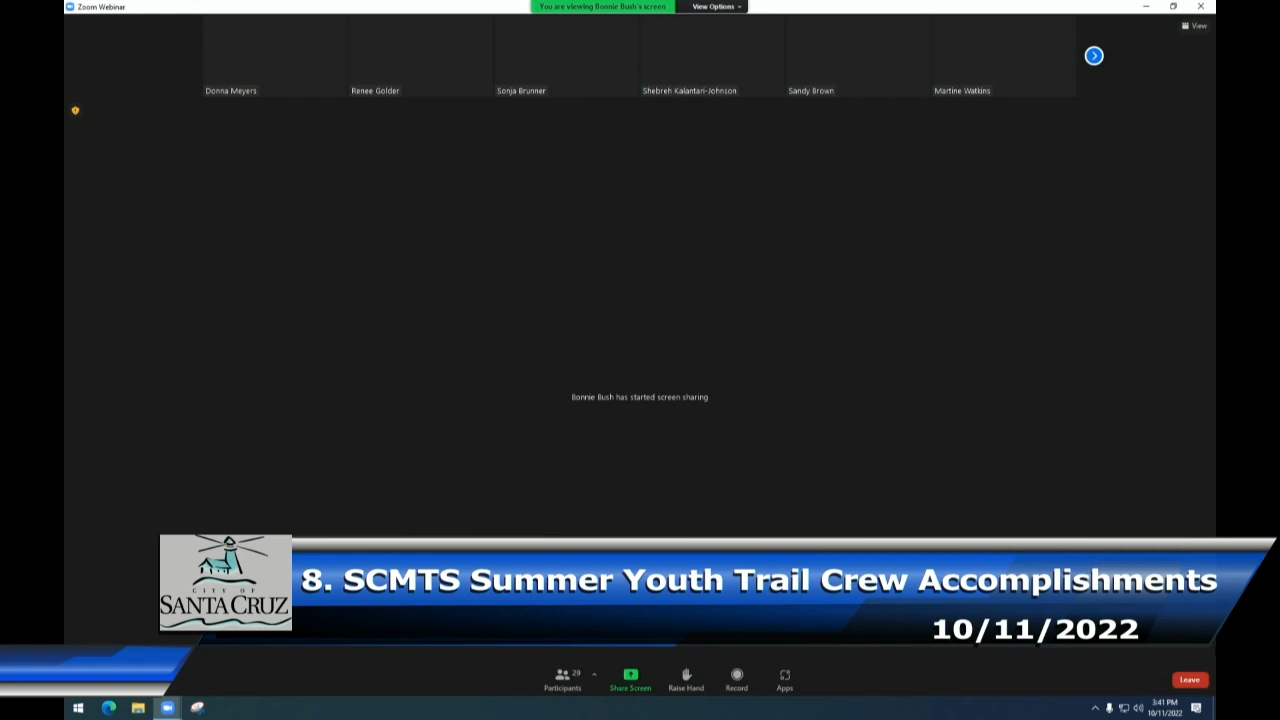 Zoom Webinar
You are viewing Bonnie Bush's screen
View Options
View
Donna Meyers
Renee Golder
Sonja Brunner
Shebreh Kalantari-Johnson
Sandy Brown
Martine Watkins
Bonnie Bush has started screen sharing
CITY OF
SANTA CRUZ
8. SCMTS Summer Youth Trail Crew Accomplishments
10/11/2022
29
Participants
Share Screen
Raise Hand
Record
Apps
Leave
3:41 PM
10/11/2022